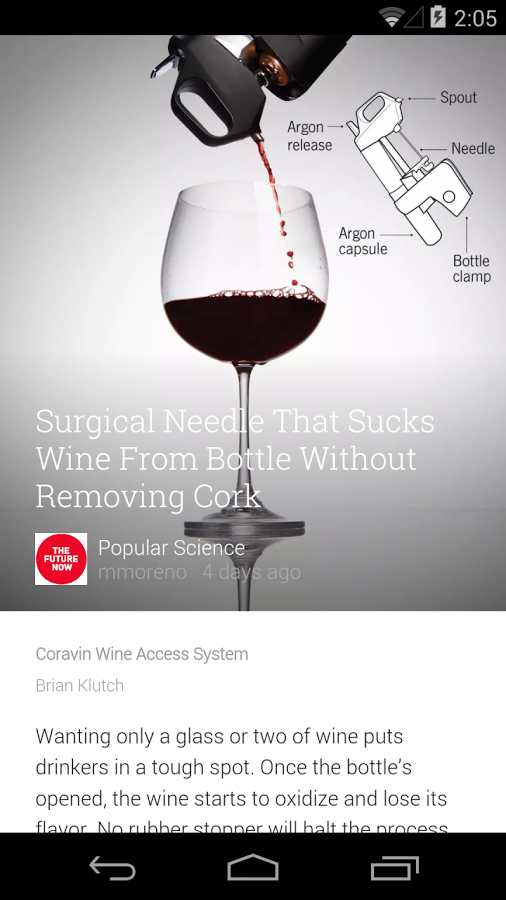 2:05
Spout
Argon
release
Needle
Argon
capsule
Bottle
clamp
Surgical Needle That Sucks
Wine From Bottle Without
Removing Cork
THE
FUTURE
NOW
Popular Science
mmoreno 4 days ago
Coravin Wine Access System
Brian Klutch
Wanting only a glass or two of wine puts
drinkers in a tough spot. Once the bottle’s
opened, the wine starts to oxidize and lose its
flavor. No rubber stopper will halt the process